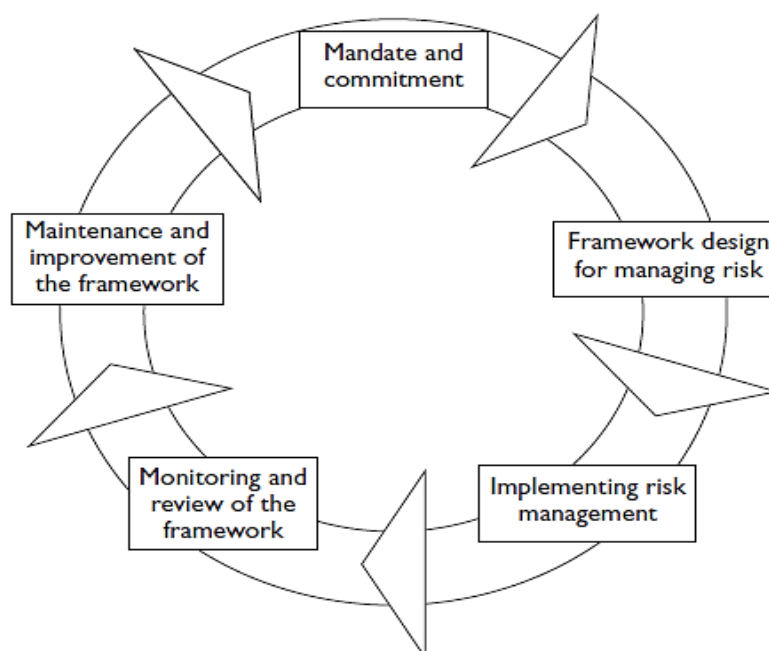 Mandate and
commitment
Framework design
for managing risk
Implementing risk
management
Monitoring and
review of the
framework
Maintenance and
improvement of
the framework